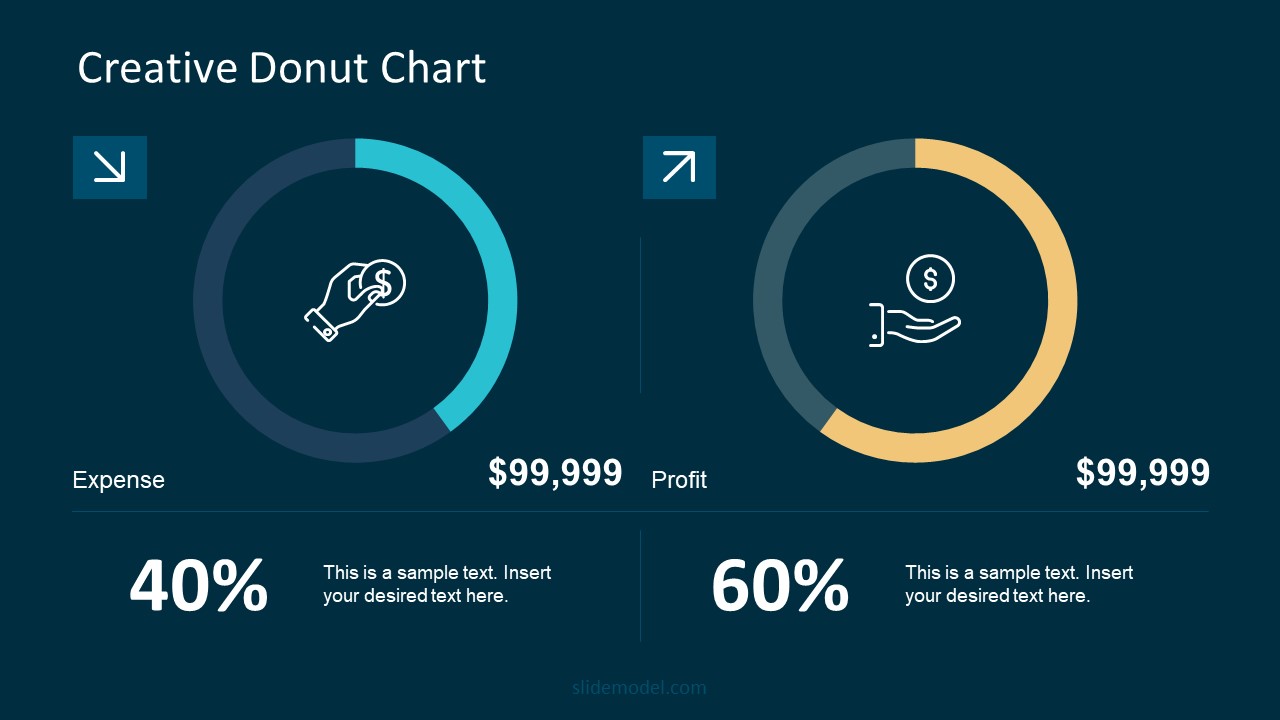 Creative Donut Chart
$
$
Expense
$99,999
Profit
$99,999
40%
This is a sample text. Insert
your desired text here.
60%
This is a sample text. Insert
your desired text here.
slidemodel.com